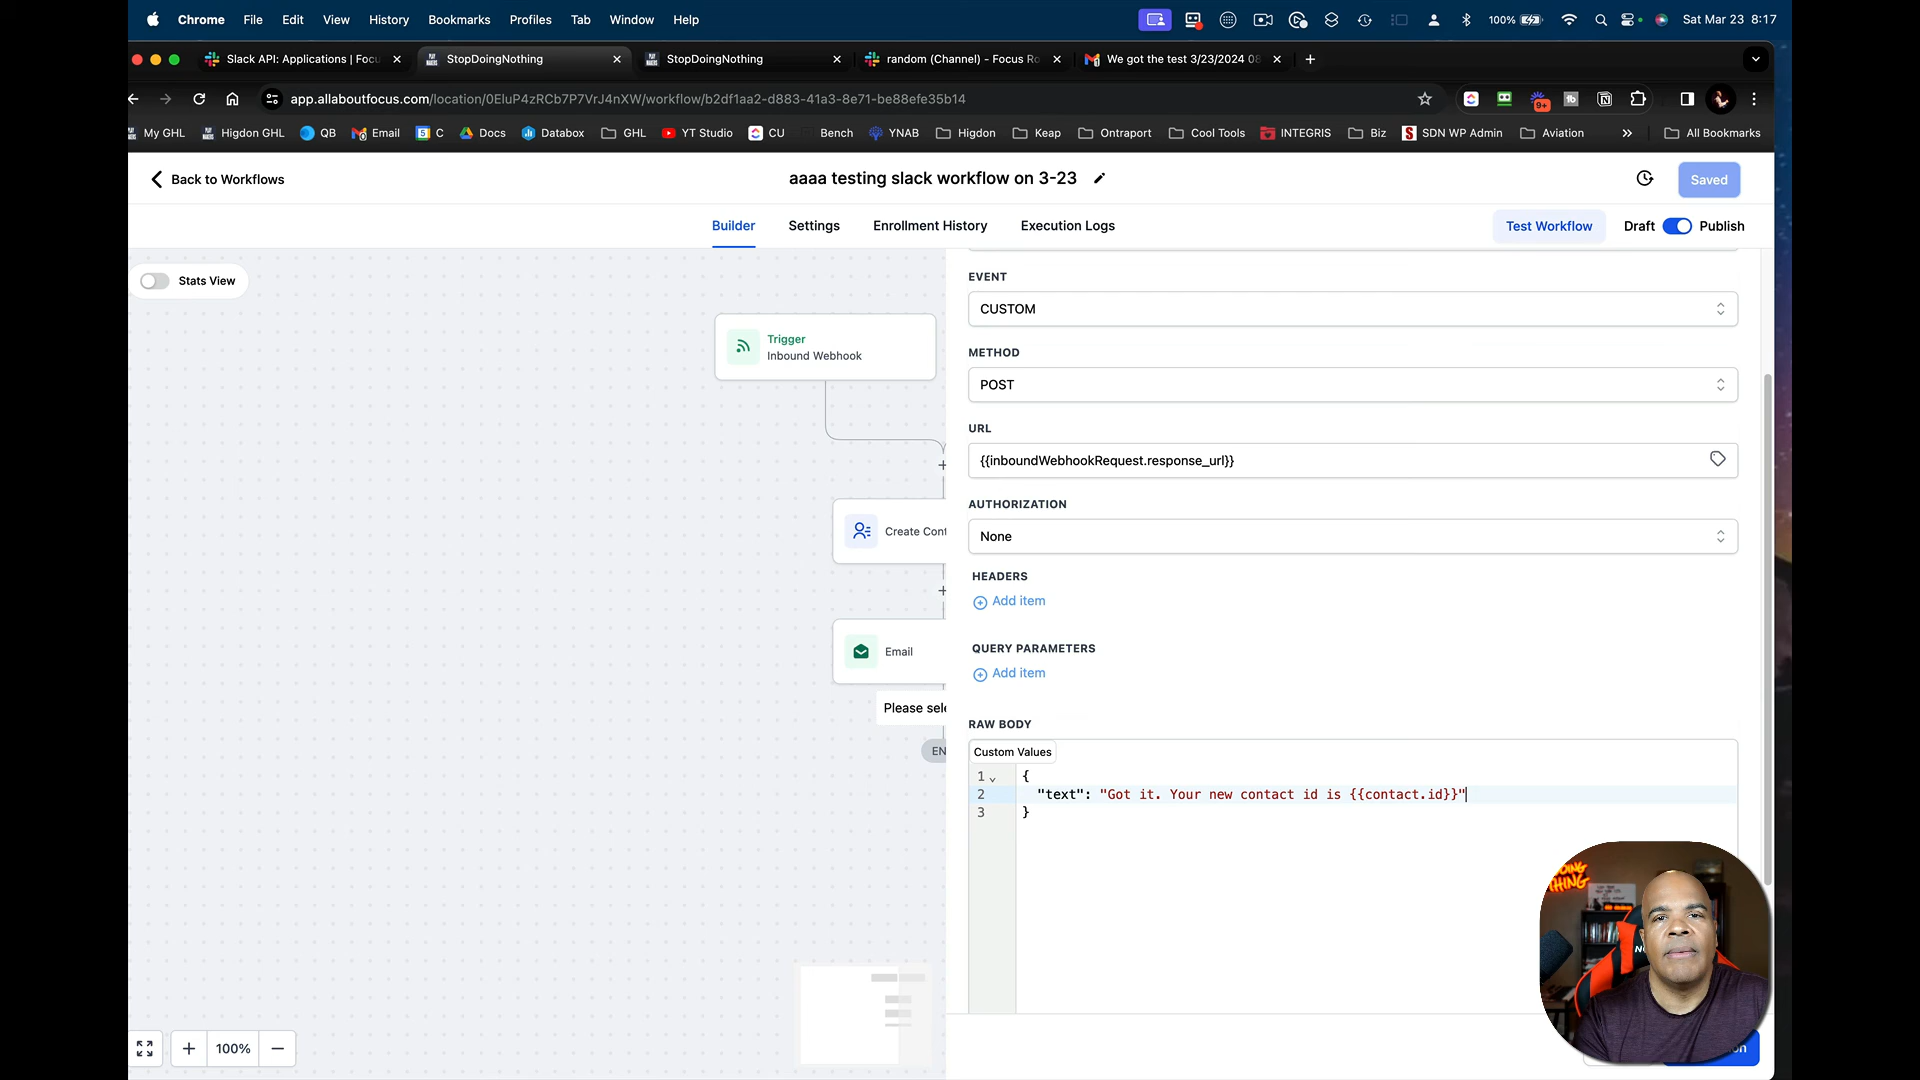 Chrome File Edit View History Bookmarks Profiles Tab Window Help 100% Sat Mar 23 8:17
Slack API: Applications | Focu StopDoingNothing StopDoingNothing random (Channel) - Focus Ro We got the test 3/23/2024 08
app.allaboutfocus.com/location/0EluP4zRCb7P7VrJ4nXW/workflow/b2df1aa2-d883-41a3-8e71-be88efe35b14 9+
My GHL Higdon GHL QB Email 5 C Docs Databox GHL YT Studio CU Bench YNAB Higdon Keap Ontraport Cool Tools INTEGRIS Biz SDN WP Admin Aviation » All Bookmarks
Back to Workflows aaaa testing slack workflow on 3-23 Saved
Builder Settings Enrollment History Execution Logs Test Workflow Draft Publish
Stats View
Trigger
Inbound Webhook
Create Cont
Email
Please sele
EN
100%
EVENT
CUSTOM
METHOD
POST
URL
{{inboundWebhookRequest.response_url}}
AUTHORIZATION
None
HEADERS
Add item
QUERY PARAMETERS
Add item
RAW BODY
Custom Values
1 {
2 "text": "Got it. Your new contact id is {{contact.id}}"
3 }